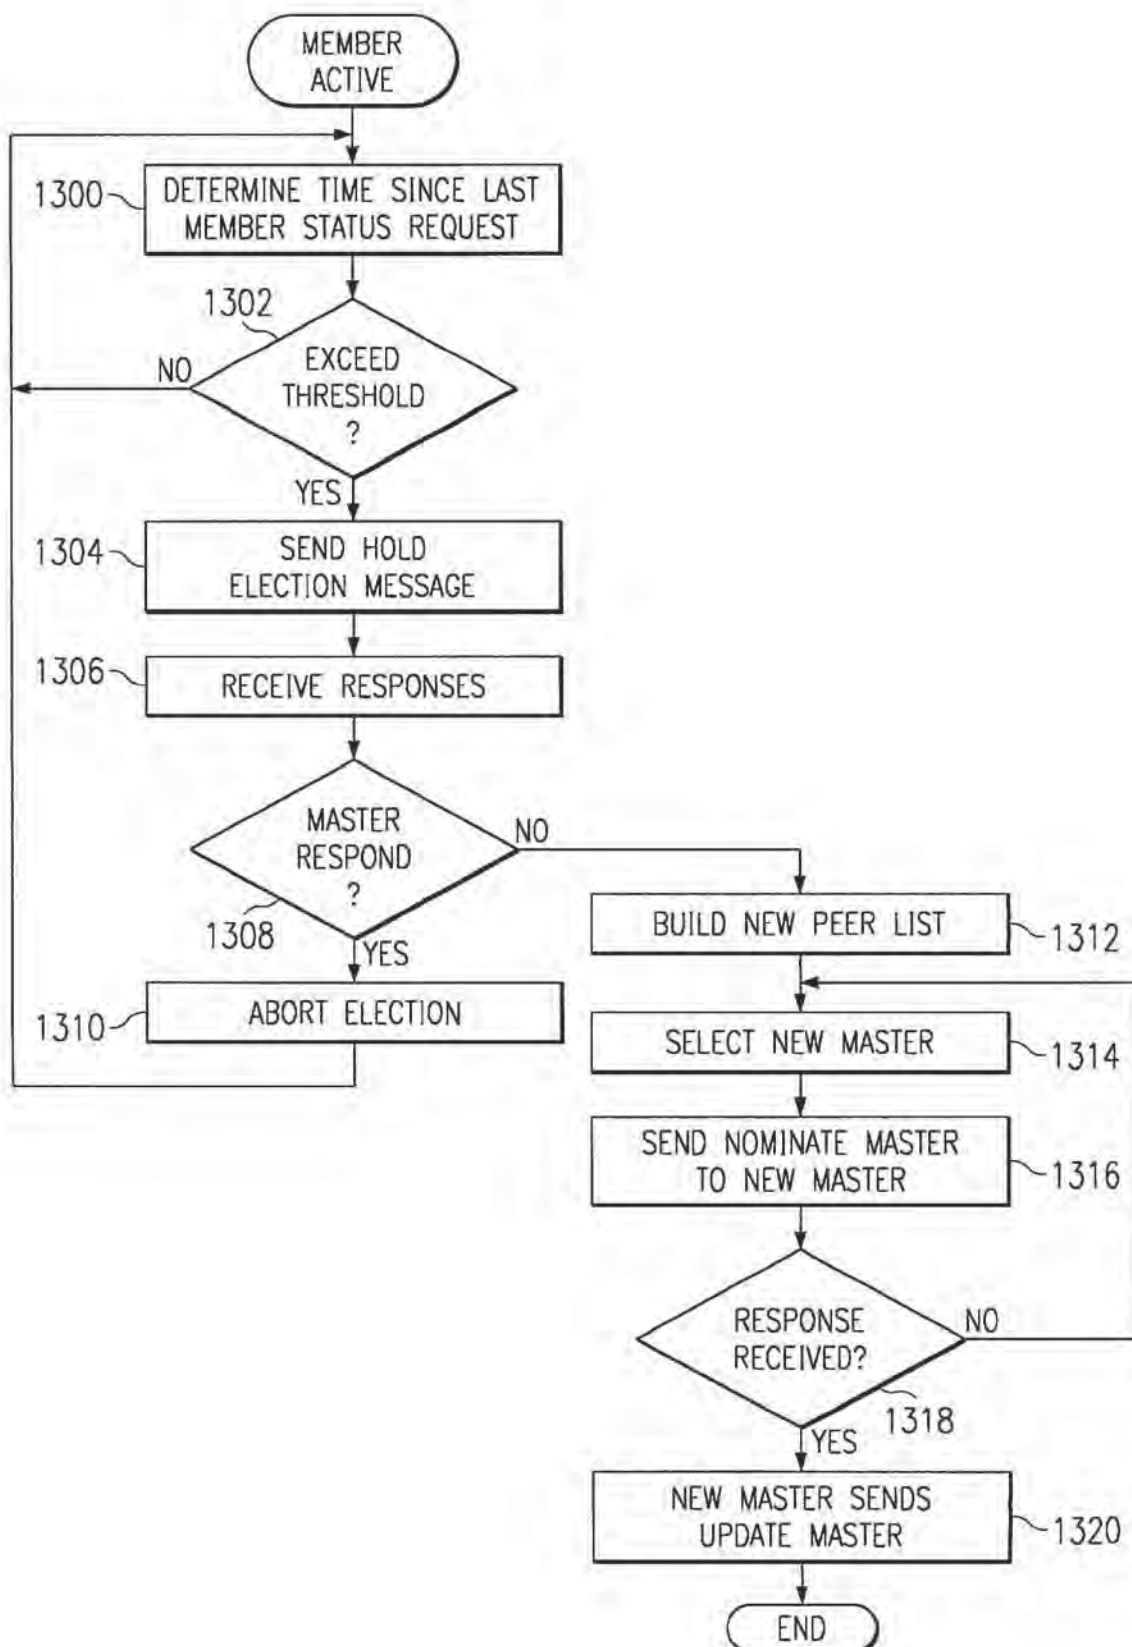 MEMBER
ACTIVE
1300
DETERMINE TIME SINCE LAST
MEMBER STATUS REQUEST
1302
EXCEED
THRESHOLD
?
NO
YES
1304
SEND HOLD
ELECTION MESSAGE
1306
RECEIVE RESPONSES
MASTER
RESPOND
?
NO
1308
YES
BUILD NEW PEER LIST
1312
1310
ABORT ELECTION
SELECT NEW MASTER
1314
SEND NOMINATE MASTER
TO NEW MASTER
1316
RESPONSE
RECEIVED?
NO
1318
YES
NEW MASTER SENDS
UPDATE MASTER
1320
END